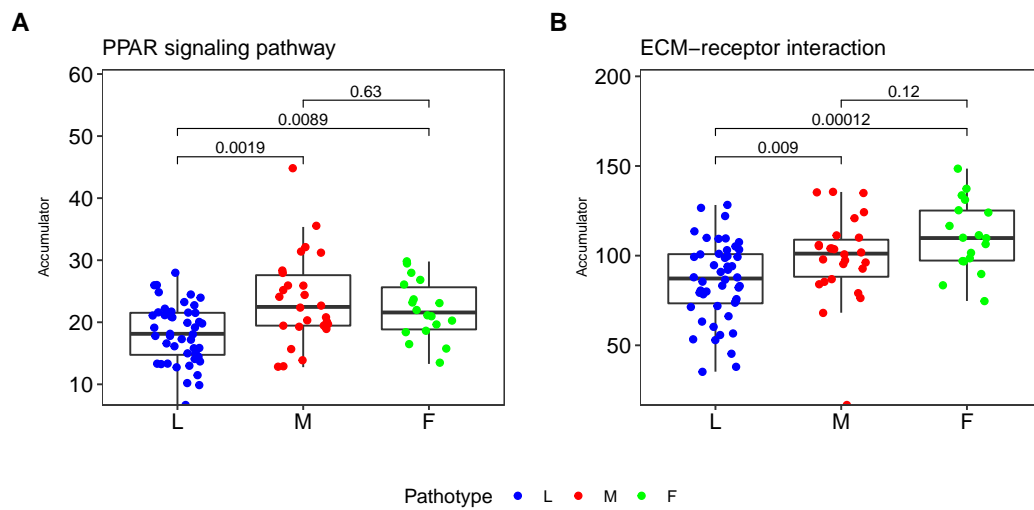 A
PPAR signaling pathway
60
50
40
30
20
10
Accumulator
0.63
0.0089
0.0019
L M F
B
ECM−receptor interaction
200
150
100
50
Accumulator
0.12
0.00012
0.009
L M F
Pathotype L M F